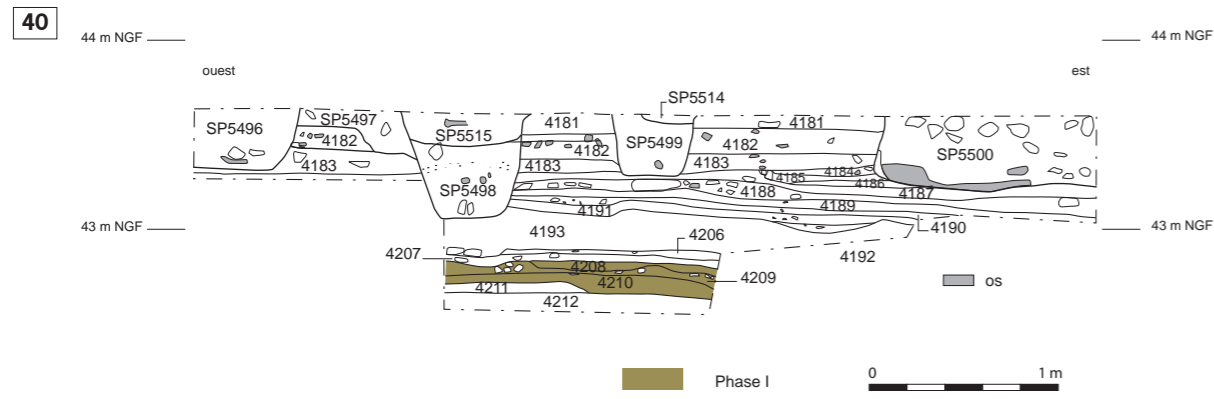 40
44 m NGF
44 m NGF
ouest
est
SP5514
SP5496
SP5497
SP5515
4181
4181
SP5499
SP5500
4182
4182
4182
4183
4183
4183
4184
4185
4186
4187
SP5498
4188
4189
4191
4190
43 m NGF
43 m NGF
4193
4206
4192
4207
4208
4209
4210
4211
4212
os
Phase I
0
1 m